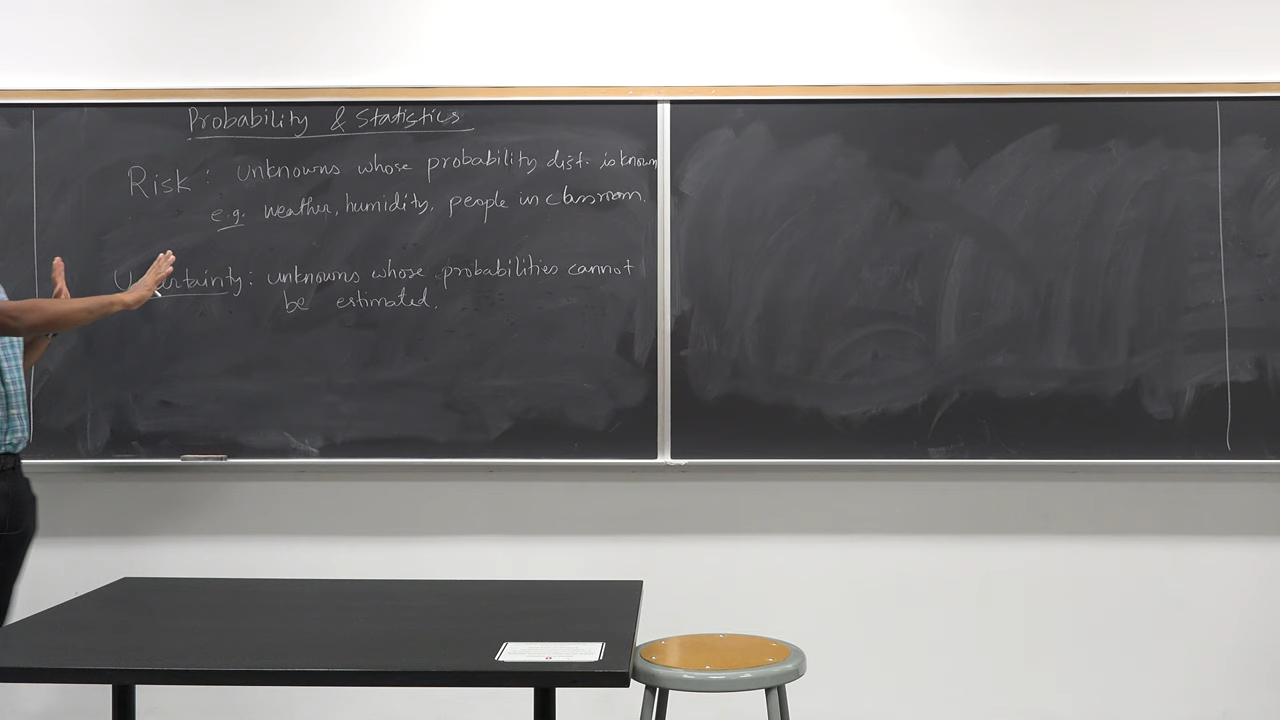 Probability & Statistics
Risk: unknowns whose probability dist. is known
e.g. weather, humidity, people in classroom.
Uncertainty: unknowns whose probabilities cannot
be estimated.